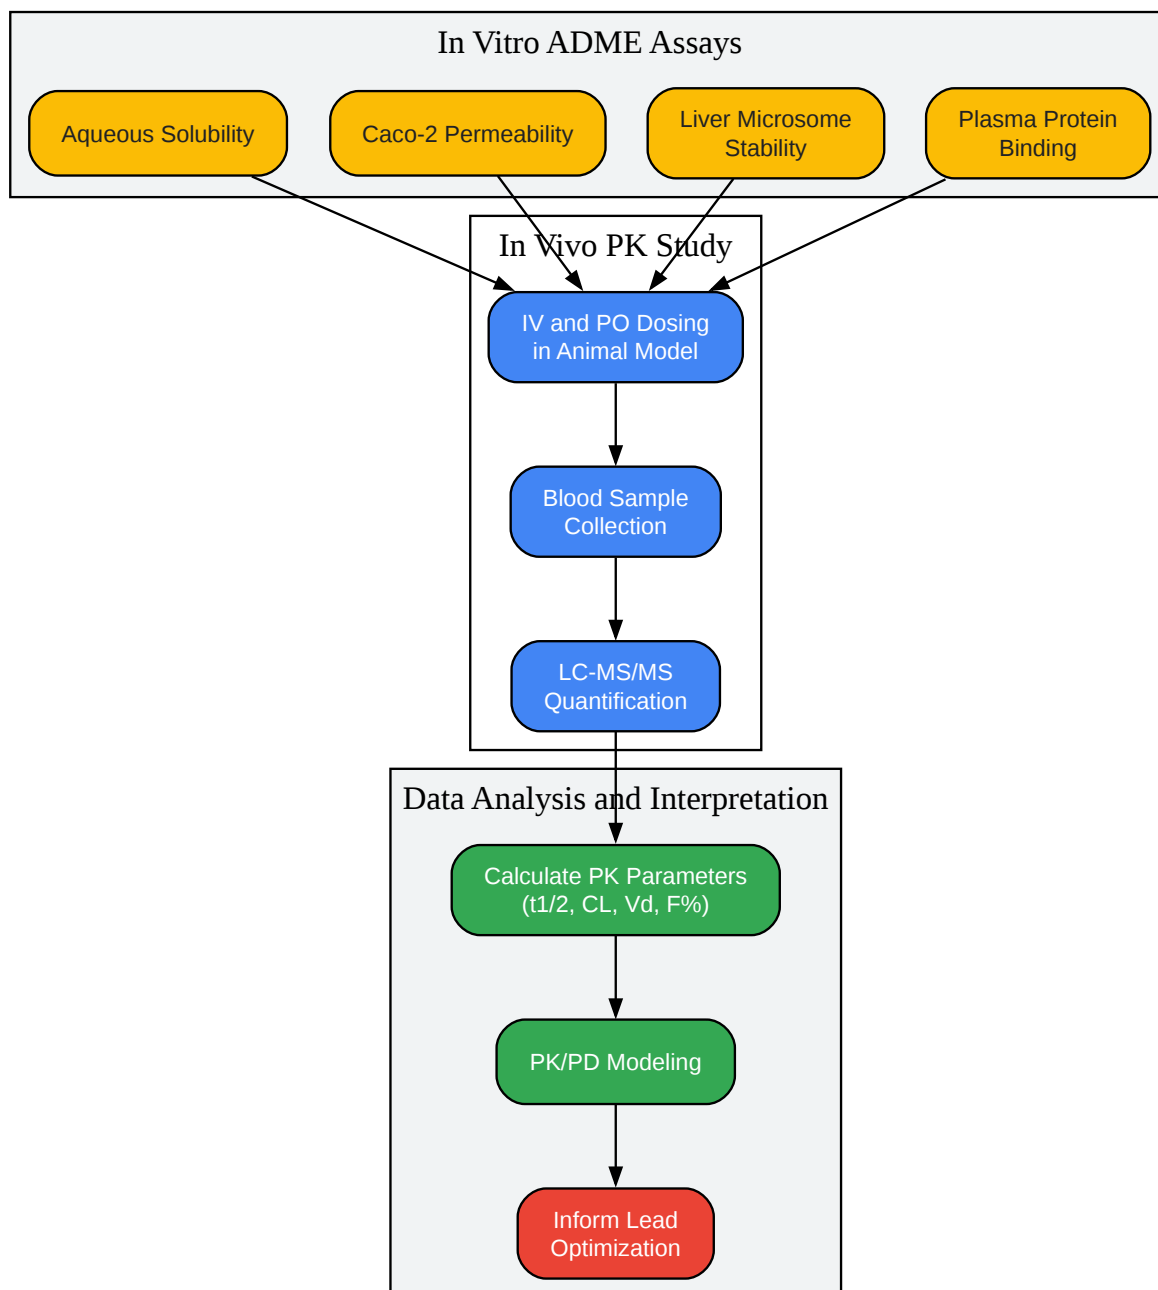 In Vitro ADME Assays
Aqueous Solubility
Caco-2 Permeability
Liver Microsome
Stability
Plasma Protein
Binding
In Vivo PK Study
IV and PO Dosing
in Animal Model
Blood Sample
Collection
LC-MS/MS
Quantification
Data Analysis and Interpretation
Calculate PK Parameters
(t1/2, CL, Vd, F%)
PK/PD Modeling
Inform Lead
Optimization